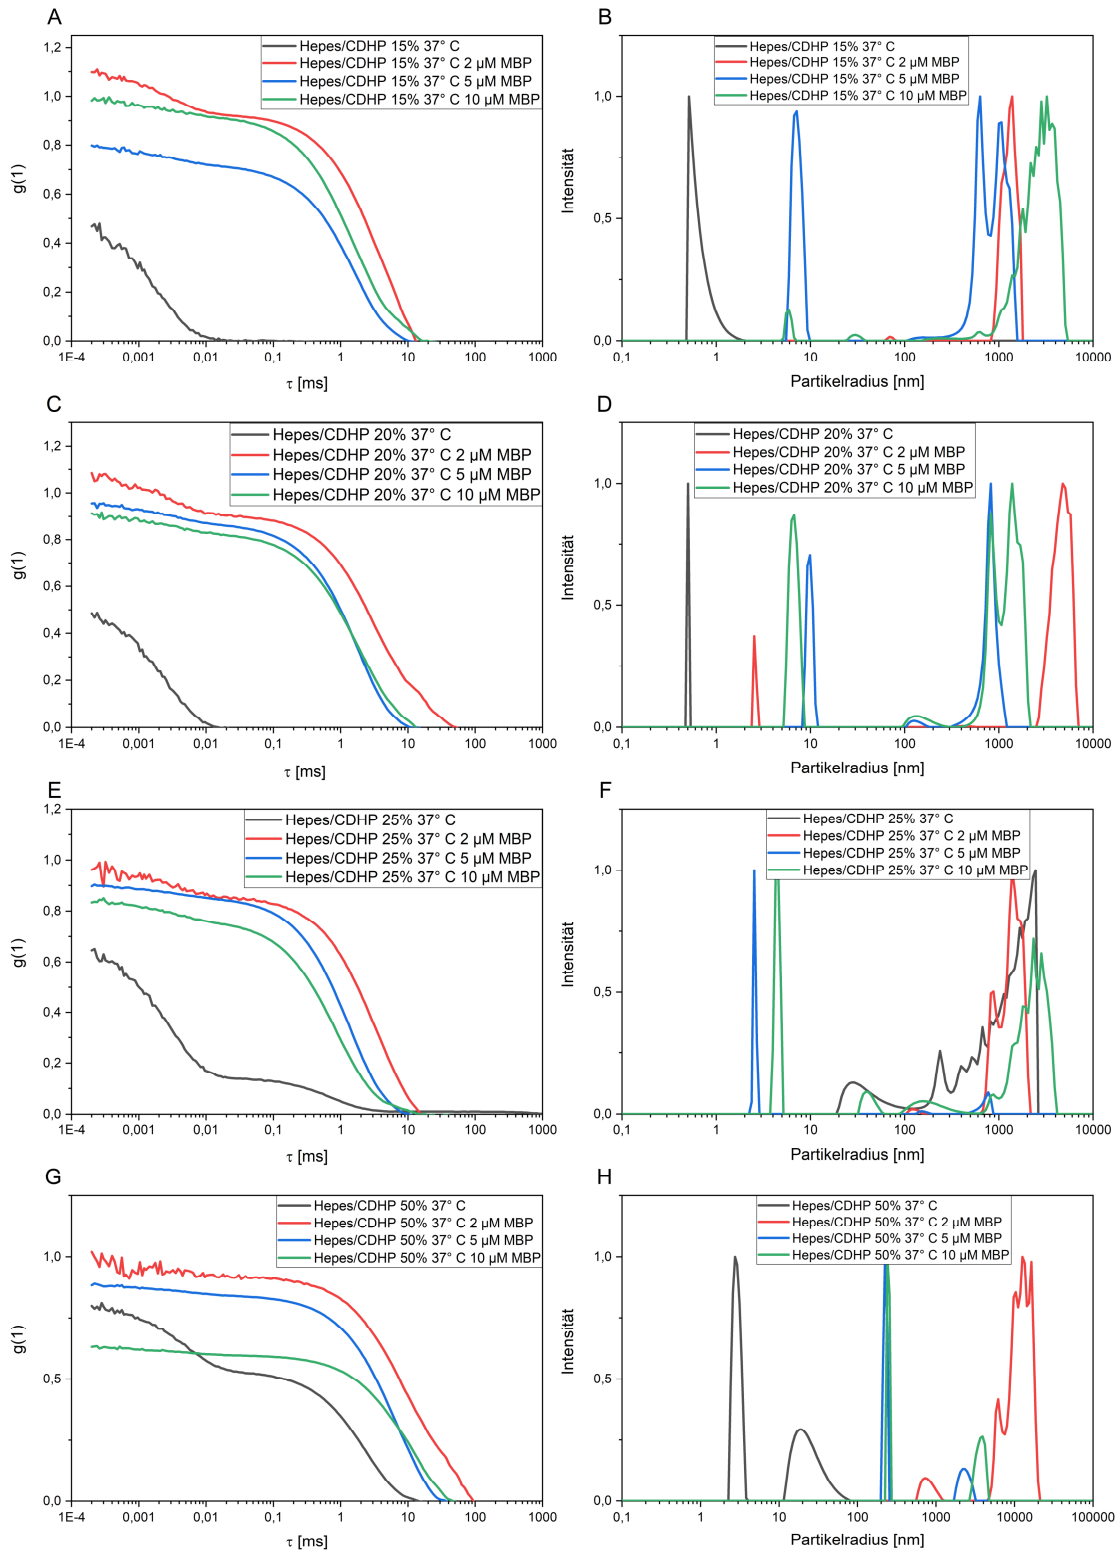 A
Hepes/CDHP 15% 37° C
Hepes/CDHP 15% 37° C 2 µM MBP
Hepes/CDHP 15% 37° C 5 µM MBP
Hepes/CDHP 15% 37° C 10 µM MBP
1,2
1,0
0,8
0,6
0,4
0,2
0,0
g(1)
1E-4 0,001 0,01 0,1 1 10 100 1000
τ [ms]
B
Hepes/CDHP 15% 37° C
Hepes/CDHP 15% 37° C 2 µM MBP
Hepes/CDHP 15% 37° C 5 µM MBP
Hepes/CDHP 15% 37° C 10 µM MBP
1,0
0,5
0,0
Intensität
0,1 1 10 100 1000 10000
Partikelradius [nm]
C
Hepes/CDHP 20% 37° C
Hepes/CDHP 20% 37° C 2 µM MBP
Hepes/CDHP 20% 37° C 5 µM MBP
Hepes/CDHP 20% 37° C 10 µM MBP
1,2
1,0
0,8
0,6
0,4
0,2
0,0
g(1)
1E-4 0,001 0,01 0,1 1 10 100 1000
τ [ms]
D
Hepes/CDHP 20% 37° C
Hepes/CDHP 20% 37° C 2 µM MBP
Hepes/CDHP 20% 37° C 5 µM MBP
Hepes/CDHP 20% 37° C 10 µM MBP
1,0
0,5
0,0
Intensität
0,1 1 10 100 1000 10000
Partikelradius [nm]
E
Hepes/CDHP 25% 37° C
Hepes/CDHP 25% 37° C 2 µM MBP
Hepes/CDHP 25% 37° C 5 µM MBP
Hepes/CDHP 25% 37° C 10 µM MBP
1,2
1,0
0,8
0,6
0,4
0,2
0,0
g(1)
1E-4 0,001 0,01 0,1 1 10 100 1000
τ [ms]
F
Hepes/CDHP 25% 37° C
Hepes/CDHP 25% 37° C 2 µM MBP
Hepes/CDHP 25% 37° C 5 µM MBP
Hepes/CDHP 25% 37° C 10 µM MBP
1,0
0,5
0,0
Intensität
0,1 1 10 100 1000 10000
Partikelradius [nm]
G
Hepes/CDHP 50% 37° C
Hepes/CDHP 50% 37° C 2 µM MBP
Hepes/CDHP 50% 37° C 5 µM MBP
Hepes/CDHP 50% 37° C 10 µM MBP
1,0
0,5
0,0
g(1)
1E-4 0,001 0,01 0,1 1 10 100 1000
τ [ms]
H
Hepes/CDHP 50% 37° C
Hepes/CDHP 50% 37° C 2 µM MBP
Hepes/CDHP 50% 37° C 5 µM MBP
Hepes/CDHP 50% 37° C 10 µM MBP
1,0
0,5
0,0
Intensität
0,1 1 10 100 1000 10000 100000
Partikelradius [nm]